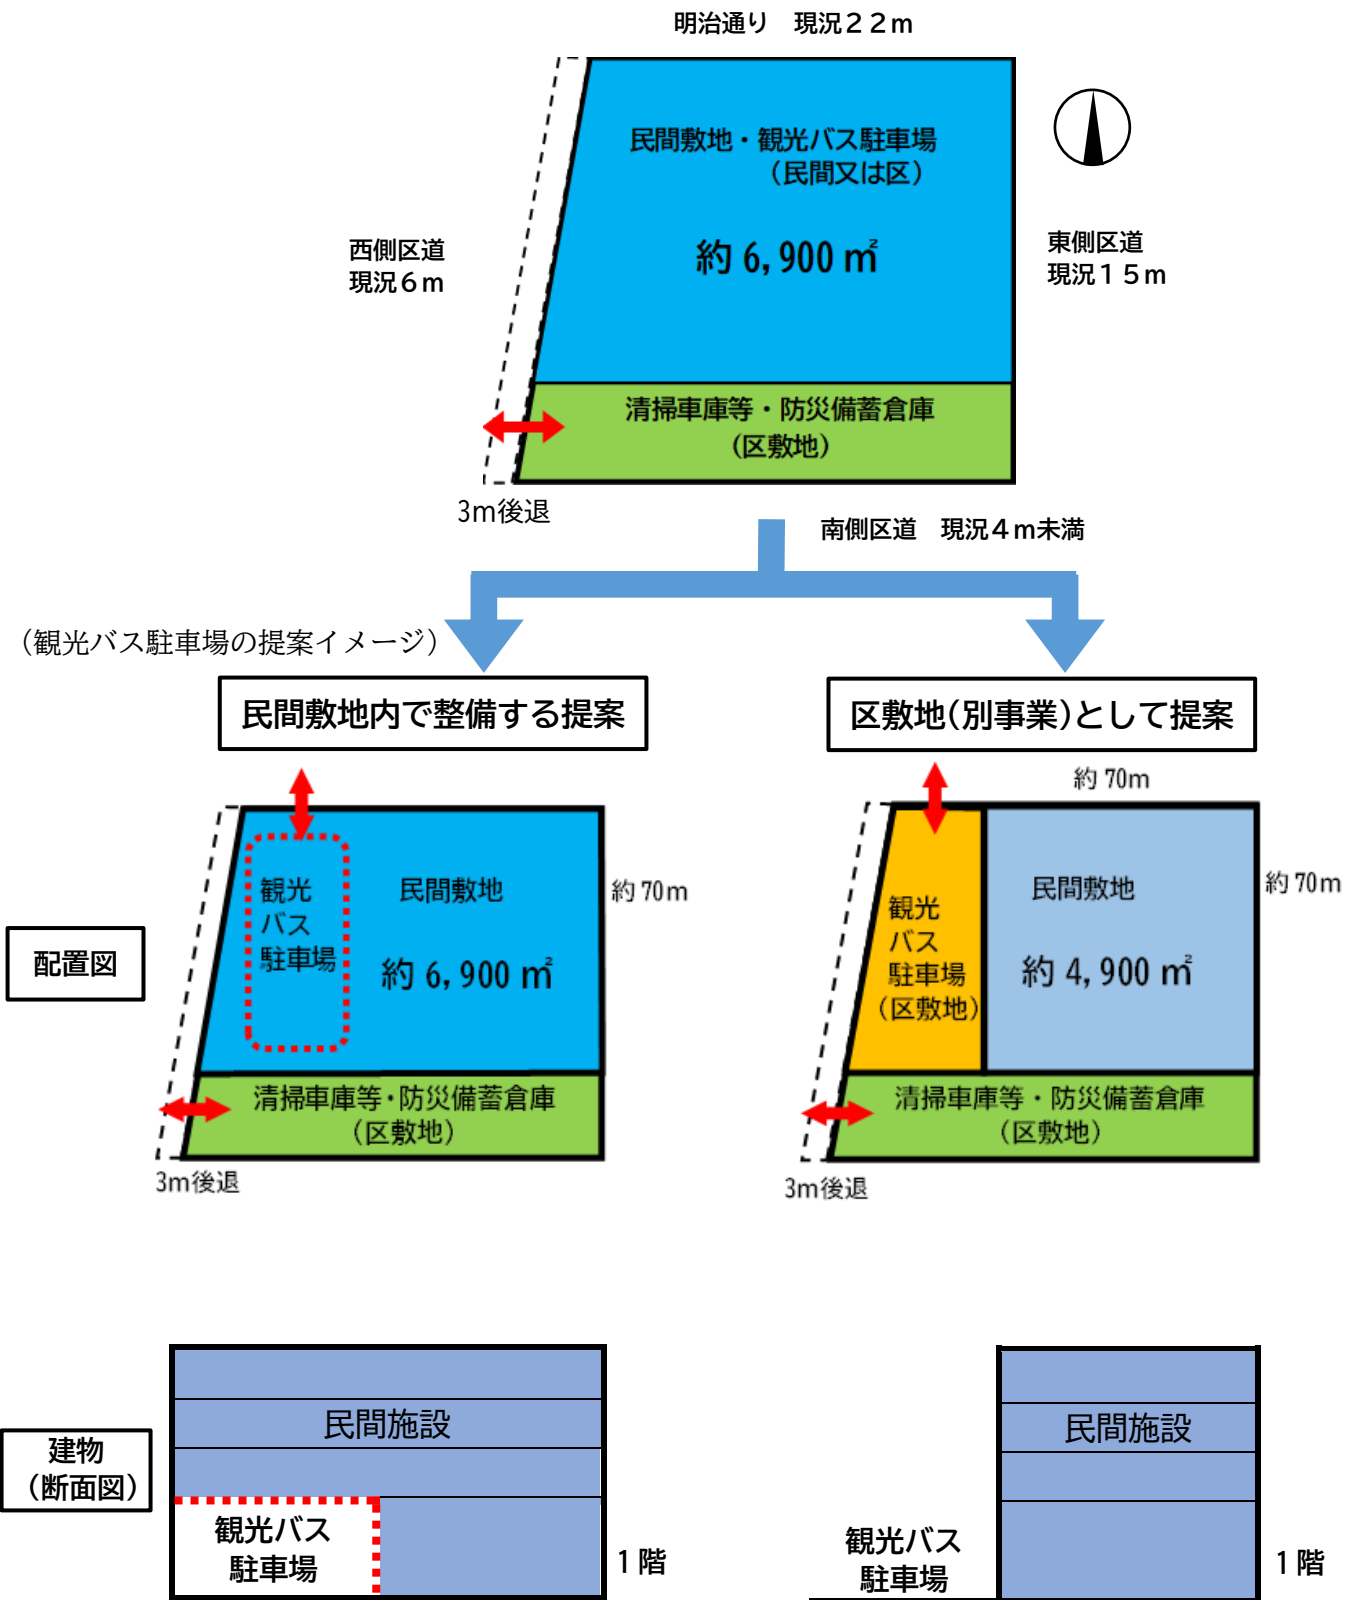 明治通り　現況２２ｍ
民間敷地・観光バス駐車場
（民間又は区）
約 6,900 ㎡
西側区道
現況６ｍ
東側区道
現況１５ｍ
清掃車庫等・防災備蓄倉庫
（区敷地）
3m後退
南側区道　現況４ｍ未満
（観光バス駐車場の提案イメージ）
民間敷地内で整備する提案
区敷地（別事業）として提案
配置図
観光
バス
駐車場
民間敷地
約 6,900 ㎡
約 70m
清掃車庫等・防災備蓄倉庫
（区敷地）
3m後退
約 70m
観光
バス
駐車場
（区敷地）
民間敷地
約 4,900 ㎡
約 70m
清掃車庫等・防災備蓄倉庫
（区敷地）
3m後退
建物
（断面図）
民間施設
観光バス
駐車場
１階
民間施設
観光バス
駐車場
１階